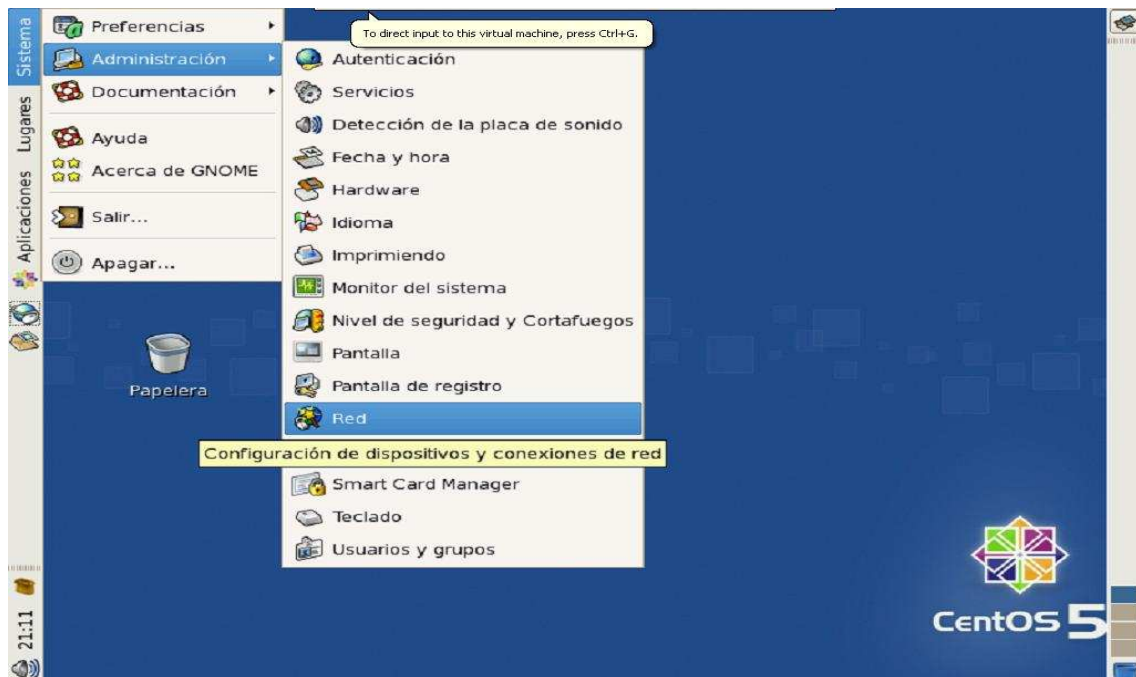 To direct input to this virtual machine, press Ctrl+G.
Sistema
Lugares
Aplicaciones
Preferencias
Administración
Documentación
Ayuda
Acerca de GNOME
Salir...
Apagar...
Autenticación
Servicios
Detección de la placa de sonido
Fecha y hora
Hardware
Idioma
Imprimiendo
Monitor del sistema
Nivel de seguridad y Cortafuegos
Pantalla
Pantalla de registro
Red
Configuración de dispositivos y conexiones de red
Smart Card Manager
Teclado
Usuarios y grupos
Papelera
21:11
CentOS 5